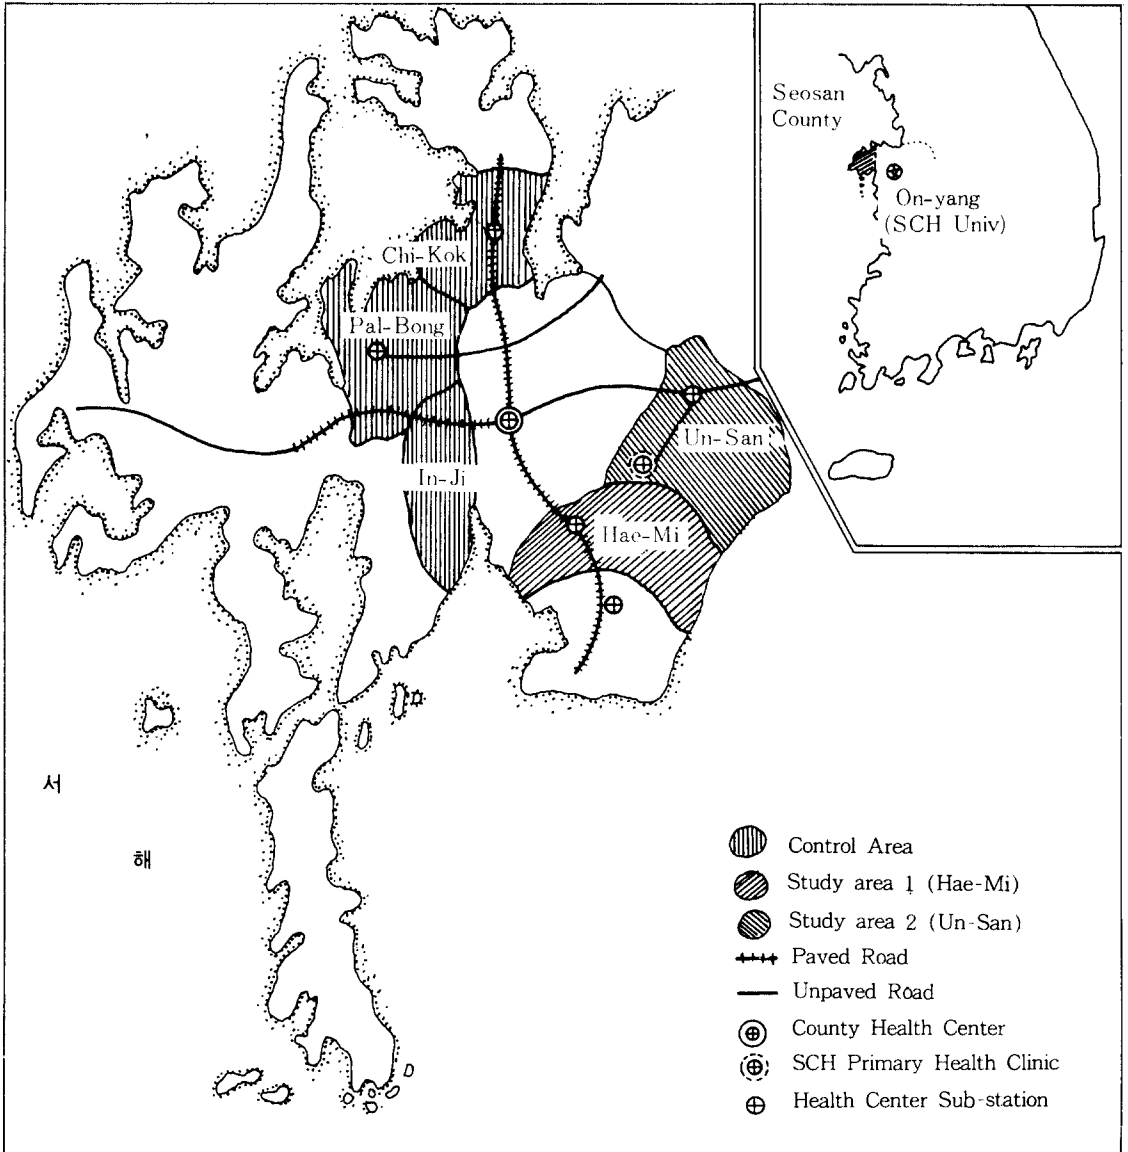 Seosan
County
On-yang
(SCH Univ)
Chi-Kok
Pal-Bong
Un-San
In-Ji
Hae-Mi
서
해
Control Area
Study area 1 (Hae-Mi)
Study area 2 (Un-San)
Paved Road
Unpaved Road
County Health Center
SCH Primary Health Clinic
Health Center Sub-station